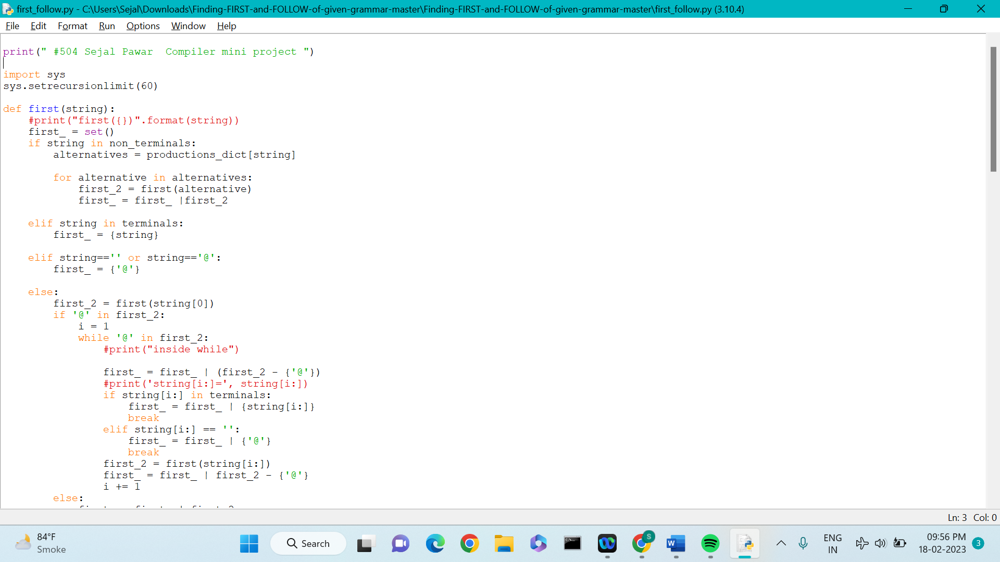 first_follow.py - C:\Users\Sejal\Downloads\Finding-FIRST-and-FOLLOW-of-given-grammar-master\Finding-FIRST-and-FOLLOW-of-given-grammar-master\first_follow.py (3.10.4)
File Edit Format Run Options Window Help
print(" #504 Sejal Pawar  Compiler mini project ")
import sys
sys.setrecursionlimit(60)
def first(string):
    #print("first({})".format(string))
    first_ = set()
    if string in non_terminals:
        alternatives = productions_dict[string]
        for alternative in alternatives:
            first_2 = first(alternative)
            first_ = first_ |first_2
    elif string in terminals:
        first_ = {string}
    elif string=='' or string=='@':
        first_ = {'@'}
    else:
        first_2 = first(string[0])
        if '@' in first_2:
            i = 1
            while '@' in first_2:
                #print("inside while")
                first_ = first_ | (first_2 - {'@'})
                #print('string[i:]=', string[i:])
                if string[i:] in terminals:
                    first_ = first_ | {string[i:]}
                    break
                elif string[i:] == '':
                    first_ = first_ | {'@'}
                    break
                first_2 = first(string[i:])
                first_ = first_ | first_2 - {'@'}
                i += 1
        else:
Ln: 3 Col: 0
84°F
Smoke
Search
S
W
ENG
IN
09:56 PM
18-02-2023
3